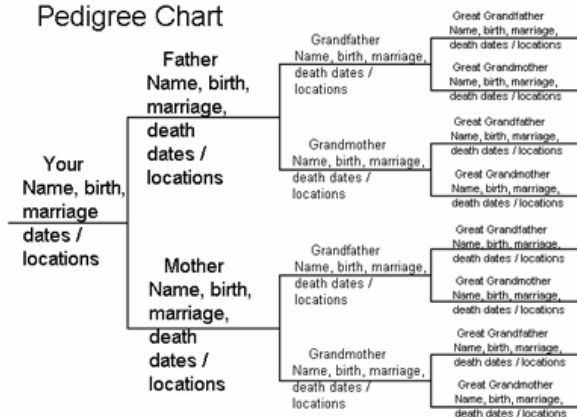 Pedigree Chart
Your
Name, birth,
marriage
dates /
locations
Father
Name, birth,
marriage,
death
dates /
locations
Mother
Name, birth,
marriage,
death
dates /
locations
Grandfather
Name, birth, marriage,
death dates /
locations
Grandmother
Name, birth, marriage,
death dates /
locations
Grandfather
Name, birth, marriage,
death dates /
locations
Grandmother
Name, birth, marriage,
death dates /
locations
Great Grandfather
Name, birth, marriage,
death dates / locations
Great Grandmother
Name, birth, marriage,
death dates / locations
Great Grandfather
Name, birth, marriage,
death dates / locations
Great Grandmother
Name, birth, marriage,
death dates / locations
Great Grandfather
Name, birth, marriage,
death dates / locations
Great Grandmother
Name, birth, marriage,
death dates / locations
Great Grandfather
Name, birth, marriage,
death dates / locations
Great Grandmother
Name, birth, marriage,
death dates / locations